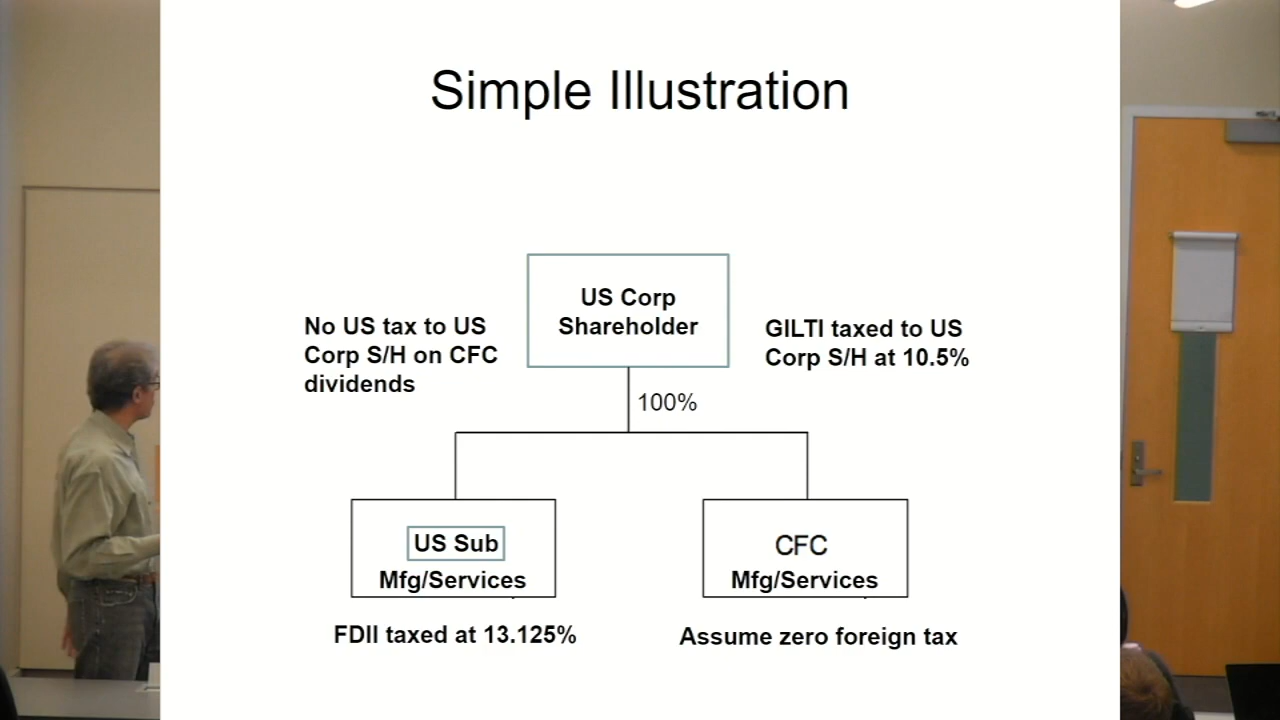 Simple Illustration
US Corp
Shareholder
No US tax to US
Corp S/H on CFC
dividends
GILTI taxed to US
Corp S/H at 10.5%
100%
US Sub
Mfg/Services
CFC
Mfg/Services
FDII taxed at 13.125%
Assume zero foreign tax